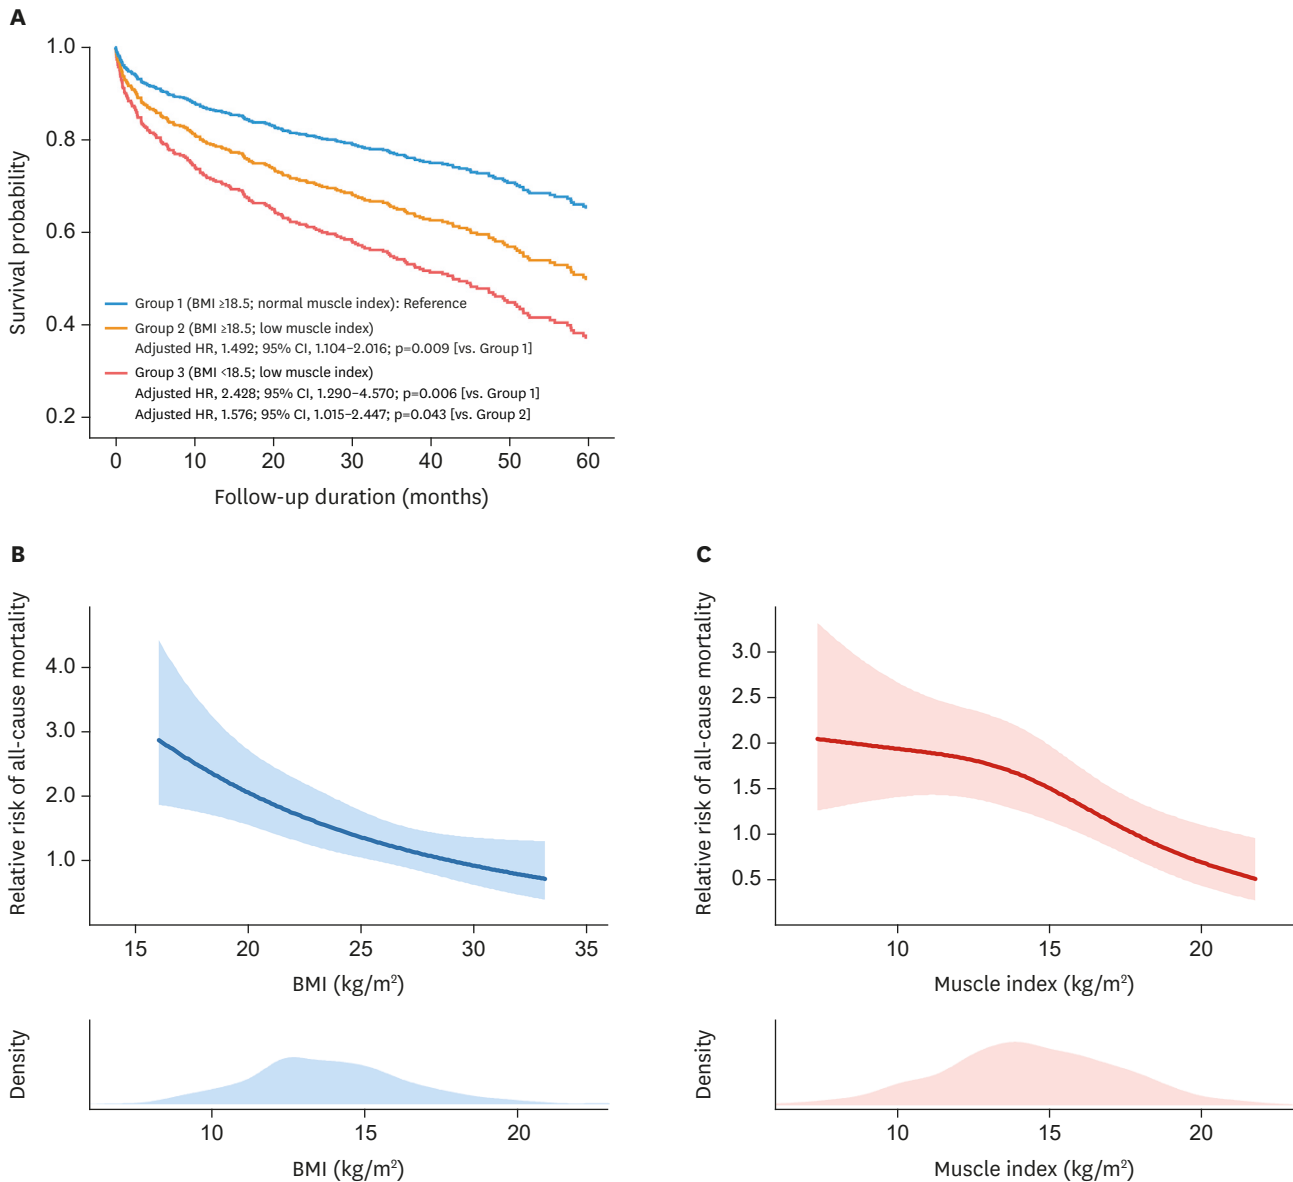 A
Survival probability
1.0
0.8
0.6
0.4
0.2
Group 1 (BMI ≥18.5; normal muscle index): Reference
Group 2 (BMI ≥18.5; low muscle index)
Adjusted HR, 1.492; 95% CI, 1.104–2.016; p=0.009 [vs. Group 1]
Group 3 (BMI <18.5; low muscle index)
Adjusted HR, 2.428; 95% CI, 1.290–4.570; p=0.006 [vs. Group 1]
Adjusted HR, 1.576; 95% CI, 1.015–2.447; p=0.043 [vs. Group 2]
0 10 20 30 40 50 60
Follow-up duration (months)
B
Relative risk of all-cause mortality
4.0
3.0
2.0
1.0
15 20 25 30 35
BMI (kg/m²)
Density
10 15 20
BMI (kg/m²)
C
Relative risk of all-cause mortality
3.0
2.5
2.0
1.5
1.0
0.5
10 15 20
Muscle index (kg/m²)
Density
10 15 20
Muscle index (kg/m²)